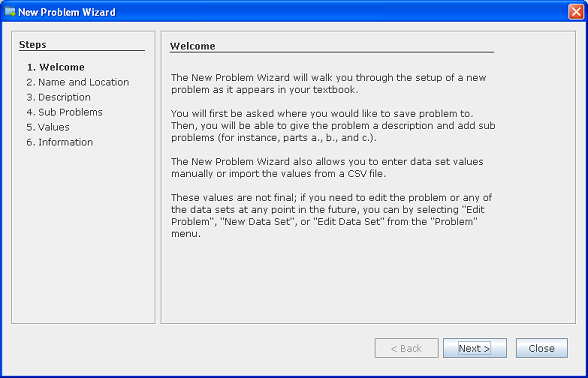 New Problem Wizard
Steps
1. Welcome
2. Name and Location
3. Description
4. Sub Problems
5. Values
6. Information
Welcome
The New Problem Wizard will walk you through the setup of a new
problem as it appears in your textbook.
You will first be asked where you would like to save problem to.
Then, you will be able to give the problem a description and add sub
problems (for instance, parts a., b., and c.).
The New Problem Wizard also allows you to enter data set values
manually or import the values from a CSV file.
These values are not final; if you need to edit the problem or any of
the data sets at any point in the future, you can by selecting "Edit
Problem", "New Data Set", or "Edit Data Set" from the "Problem"
menu.
< Back
Next >
Close